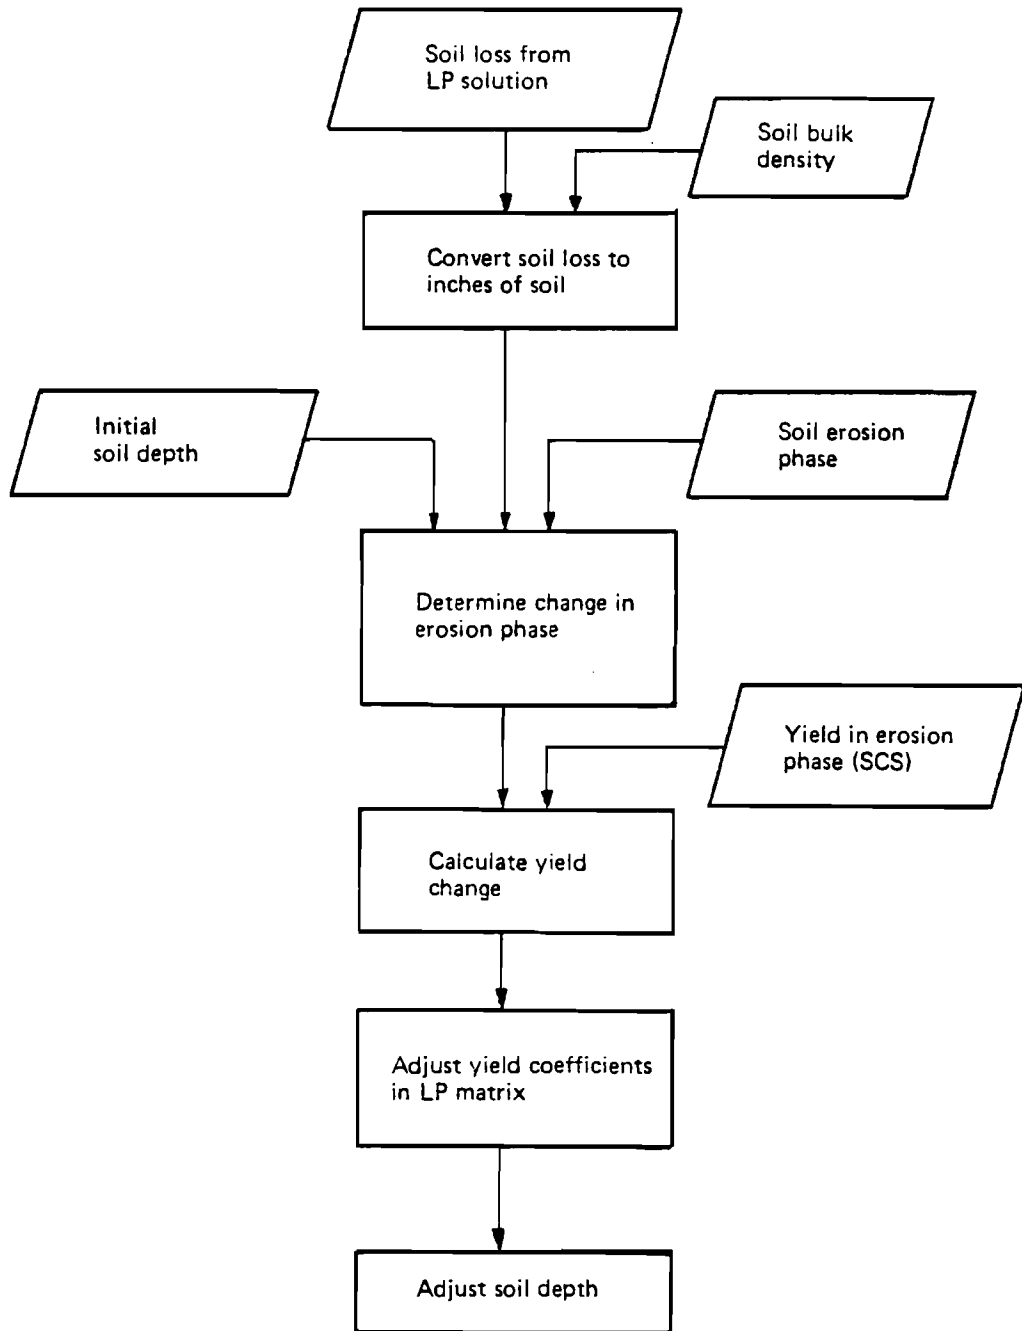 Soil loss from
LP solution
Soil bulk
density
Convert soil loss to
inches of soil
Initial
soil depth
Soil erosion
phase
Determine change in
erosion phase
Yield in erosion
phase (SCS)
Calculate yield
change
Adjust yield coefficients
in LP matrix
Adjust soil depth